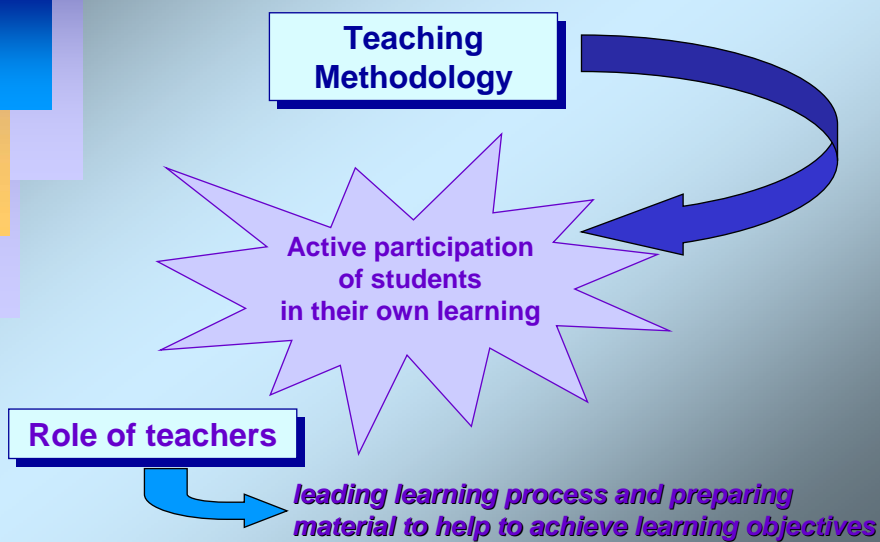 Teaching
Methodology
Active participation
of students
in their own learning
Role of teachers
leading learning process and preparing
material to help to achieve learning objectives